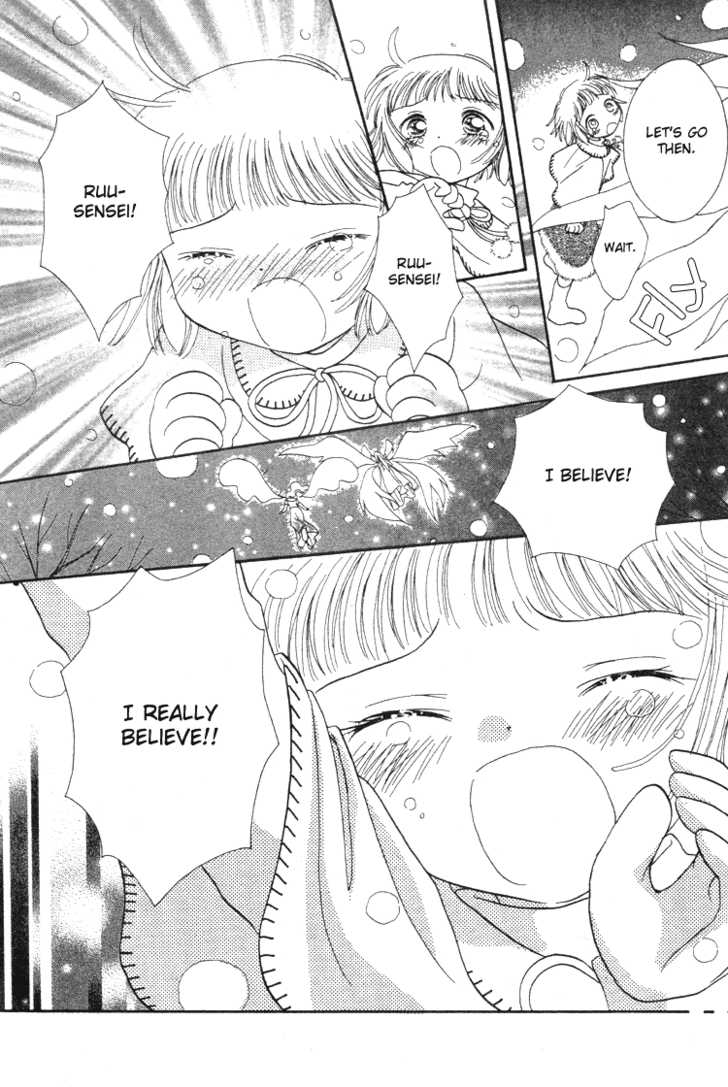 LET'S GO
THEN.
WAIT.
Fly
RUU-
SENSEI!
RUU-
SENSEI!
I BELIEVE!
I REALLY
BELIEVE!!